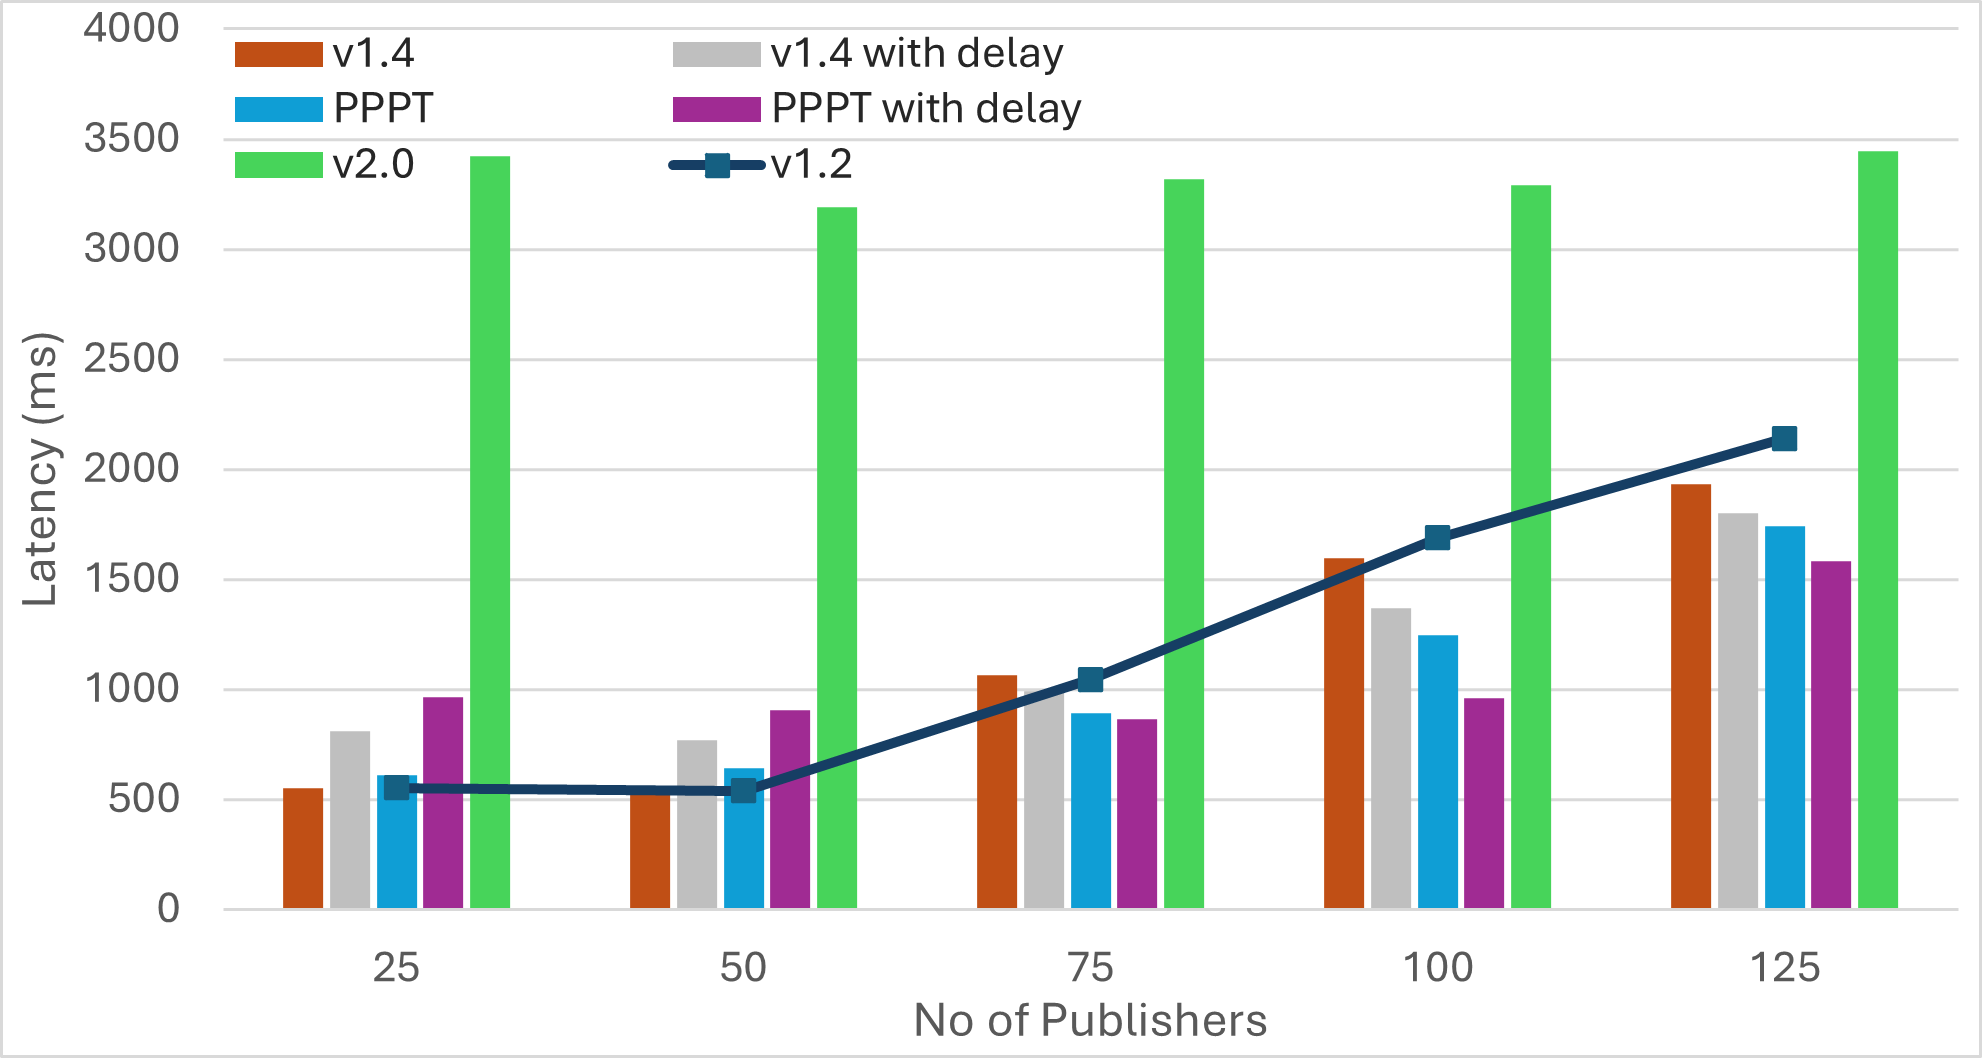 4000
3500
3000
2500
2000
1500
1000
500
0
Latency (ms)
v1.4
v1.4 with delay
PPPT
PPPT with delay
v2.0
v1.2
25 50 75 100 125
No of Publishers